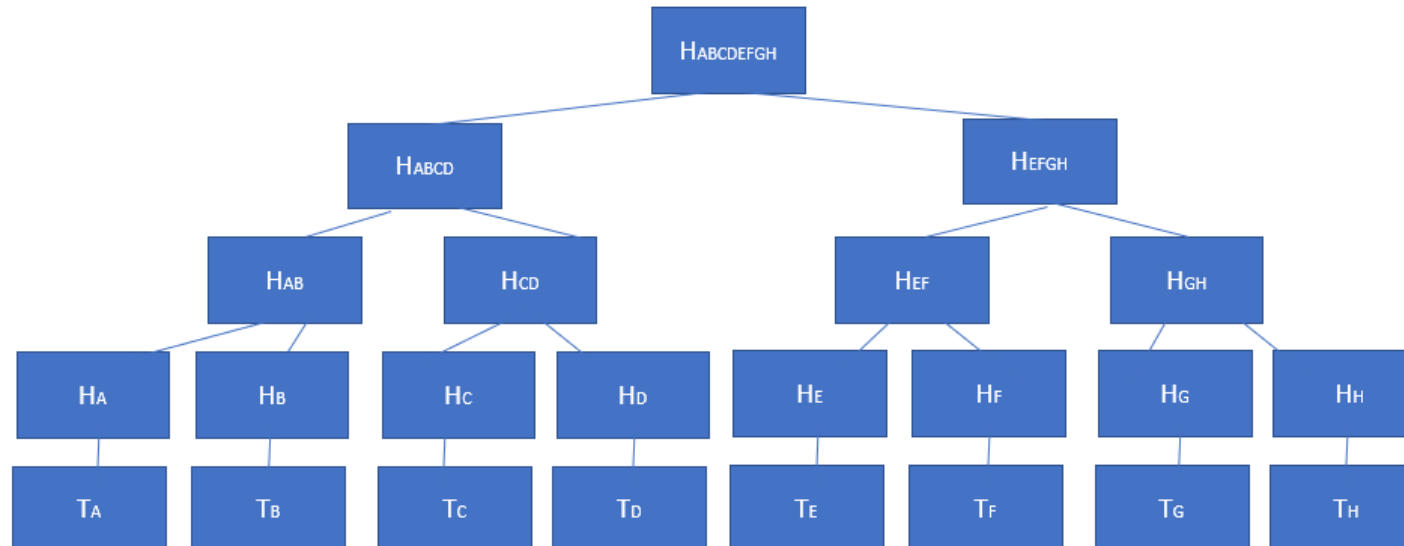 HABCDEFGH
HABCD
HEFGH
HAB
HCD
HEF
HGH
HA
HB
HC
HD
HE
HF
HG
HH
TA
TB
TC
TD
TE
TF
TG
TH